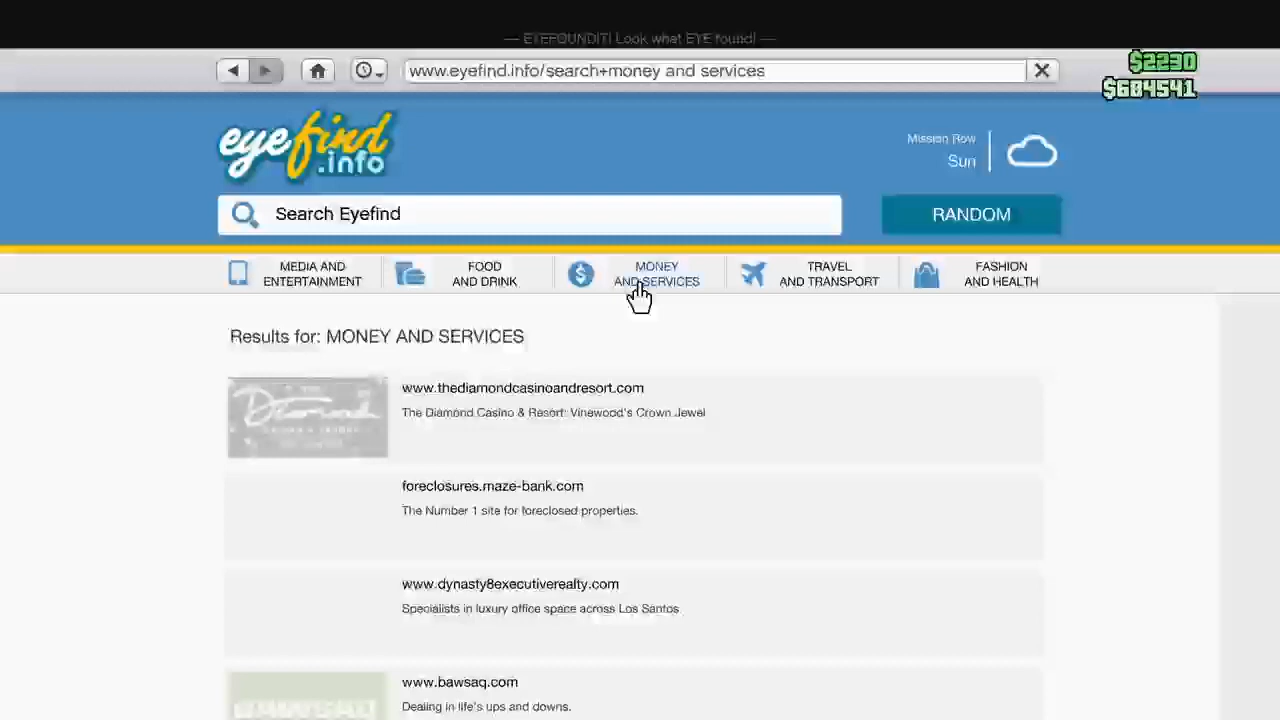 — EYEFOUNDIT! Look what EYE found! —
www.eyefind.info/search+money and services
$2230
$604541
eyefind
.info
Mission Row
Sun
Search Eyefind
RANDOM
MEDIA AND
ENTERTAINMENT
FOOD
AND DRINK
MONEY
AND SERVICES
TRAVEL
AND TRANSPORT
FASHION
AND HEALTH
Results for: MONEY AND SERVICES
Diamond
www.thediamondcasinoandresort.com
The Diamond Casino & Resort: Vinewood's Crown Jewel
foreclosures.maze-bank.com
The Number 1 site for foreclosed properties.
www.dynasty8executiverealty.com
Specialists in luxury office space across Los Santos
www.bawsaq.com
Dealing in life's ups and downs.